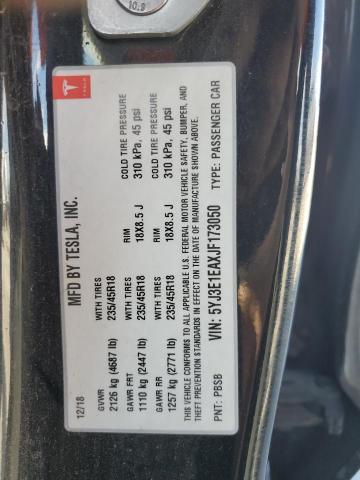 10.9
TESLA
MFD BY TESLA, INC.
12/18
GVWR
2126 kg (4687 lb)
GAWR FRT WITH TIRES RIM COLD TIRE PRESSURE
1110 kg (2447 lb) 235/45R18 18X8.5 J 310 kPa, 45 psi
GAWR RR WITH TIRES RIM COLD TIRE PRESSURE
1257 kg (2771 lb) 235/45R18 18X8.5 J 310 kPa, 45 psi
THIS VEHICLE CONFORMS TO ALL APPLICABLE U.S. FEDERAL MOTOR VEHICLE SAFETY, BUMPER, AND
THEFT PREVENTION STANDARDS IN EFFECT ON THE DATE OF MANUFACTURE SHOWN ABOVE.
VIN: 5YJ3E1EAXJF173050 TYPE: PASSENGER CAR
PNT: PBSB